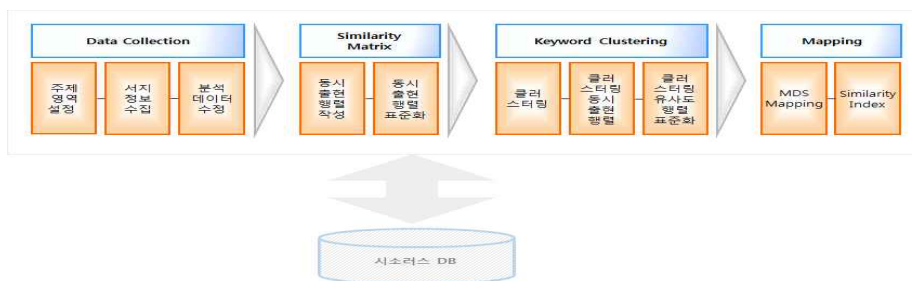 Data Collection
주제
영역
설정
서지
정보
수집
분석
데이터
수정
Similarity
Matrix
동시
출현
행렬
작성
동시
출현
행렬
표준화
Keyword Clustering
클러
스터링
클러
스터링
동시
출현
행렬
클러
스터링
유사도
행렬
표준화
Mapping
MDS
Mapping
Similarity
Index
시소러스 DB